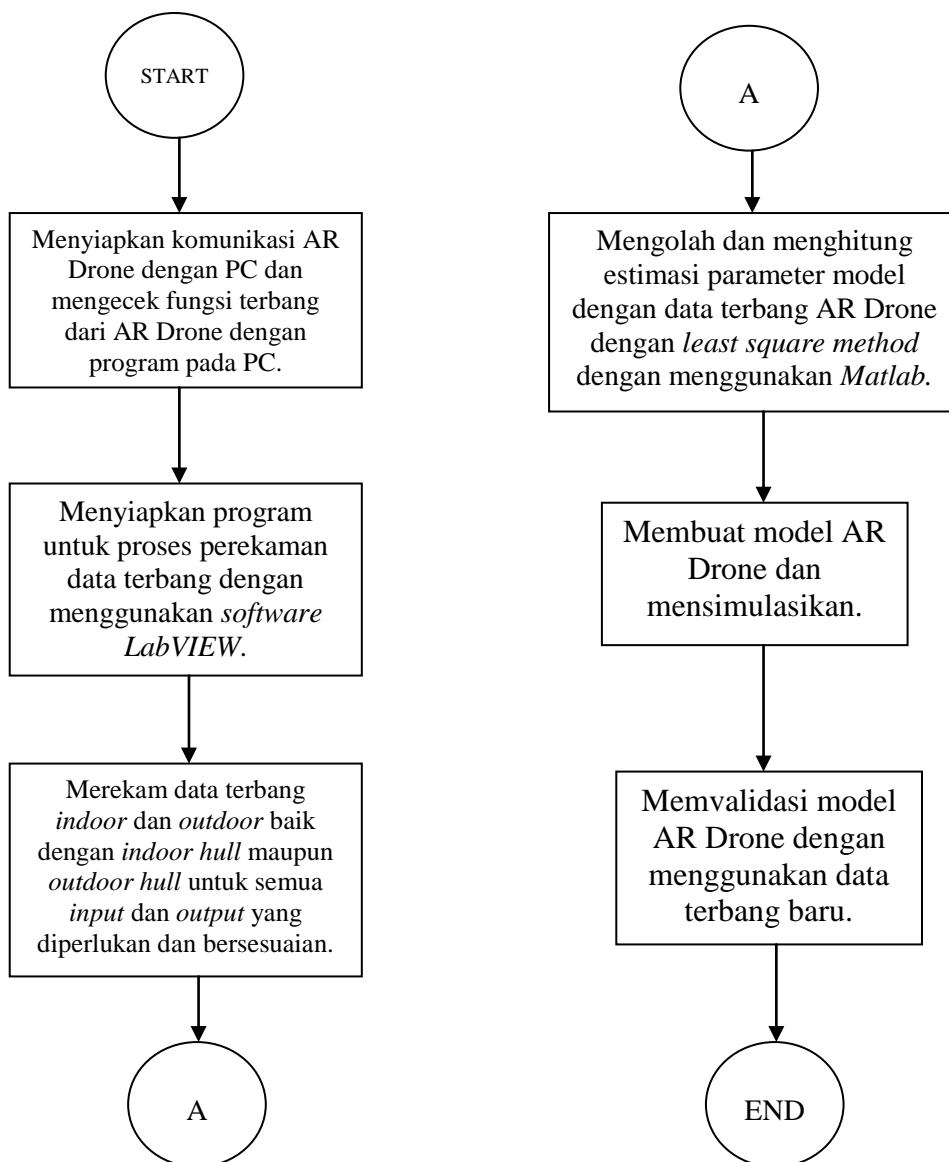 START
Menyiapkan komunikasi AR
Drone dengan PC dan
mengecek fungsi terbang
dari AR Drone dengan
program pada PC.
Menyiapkan program
untuk proses perekaman
data terbang dengan
menggunakan software
LabVIEW.
Merekam data terbang
indoor dan outdoor baik
dengan indoor hull maupun
outdoor hull untuk semua
input dan output yang
diperlukan dan bersesuaian.
A
A
Mengolah dan menghitung
estimasi parameter model
dengan data terbang AR Drone
dengan least square method
dengan menggunakan Matlab.
Membuat model AR
Drone dan
mensimulasikan.
Memvalidasi model
AR Drone dengan
menggunakan data
terbang baru.
END